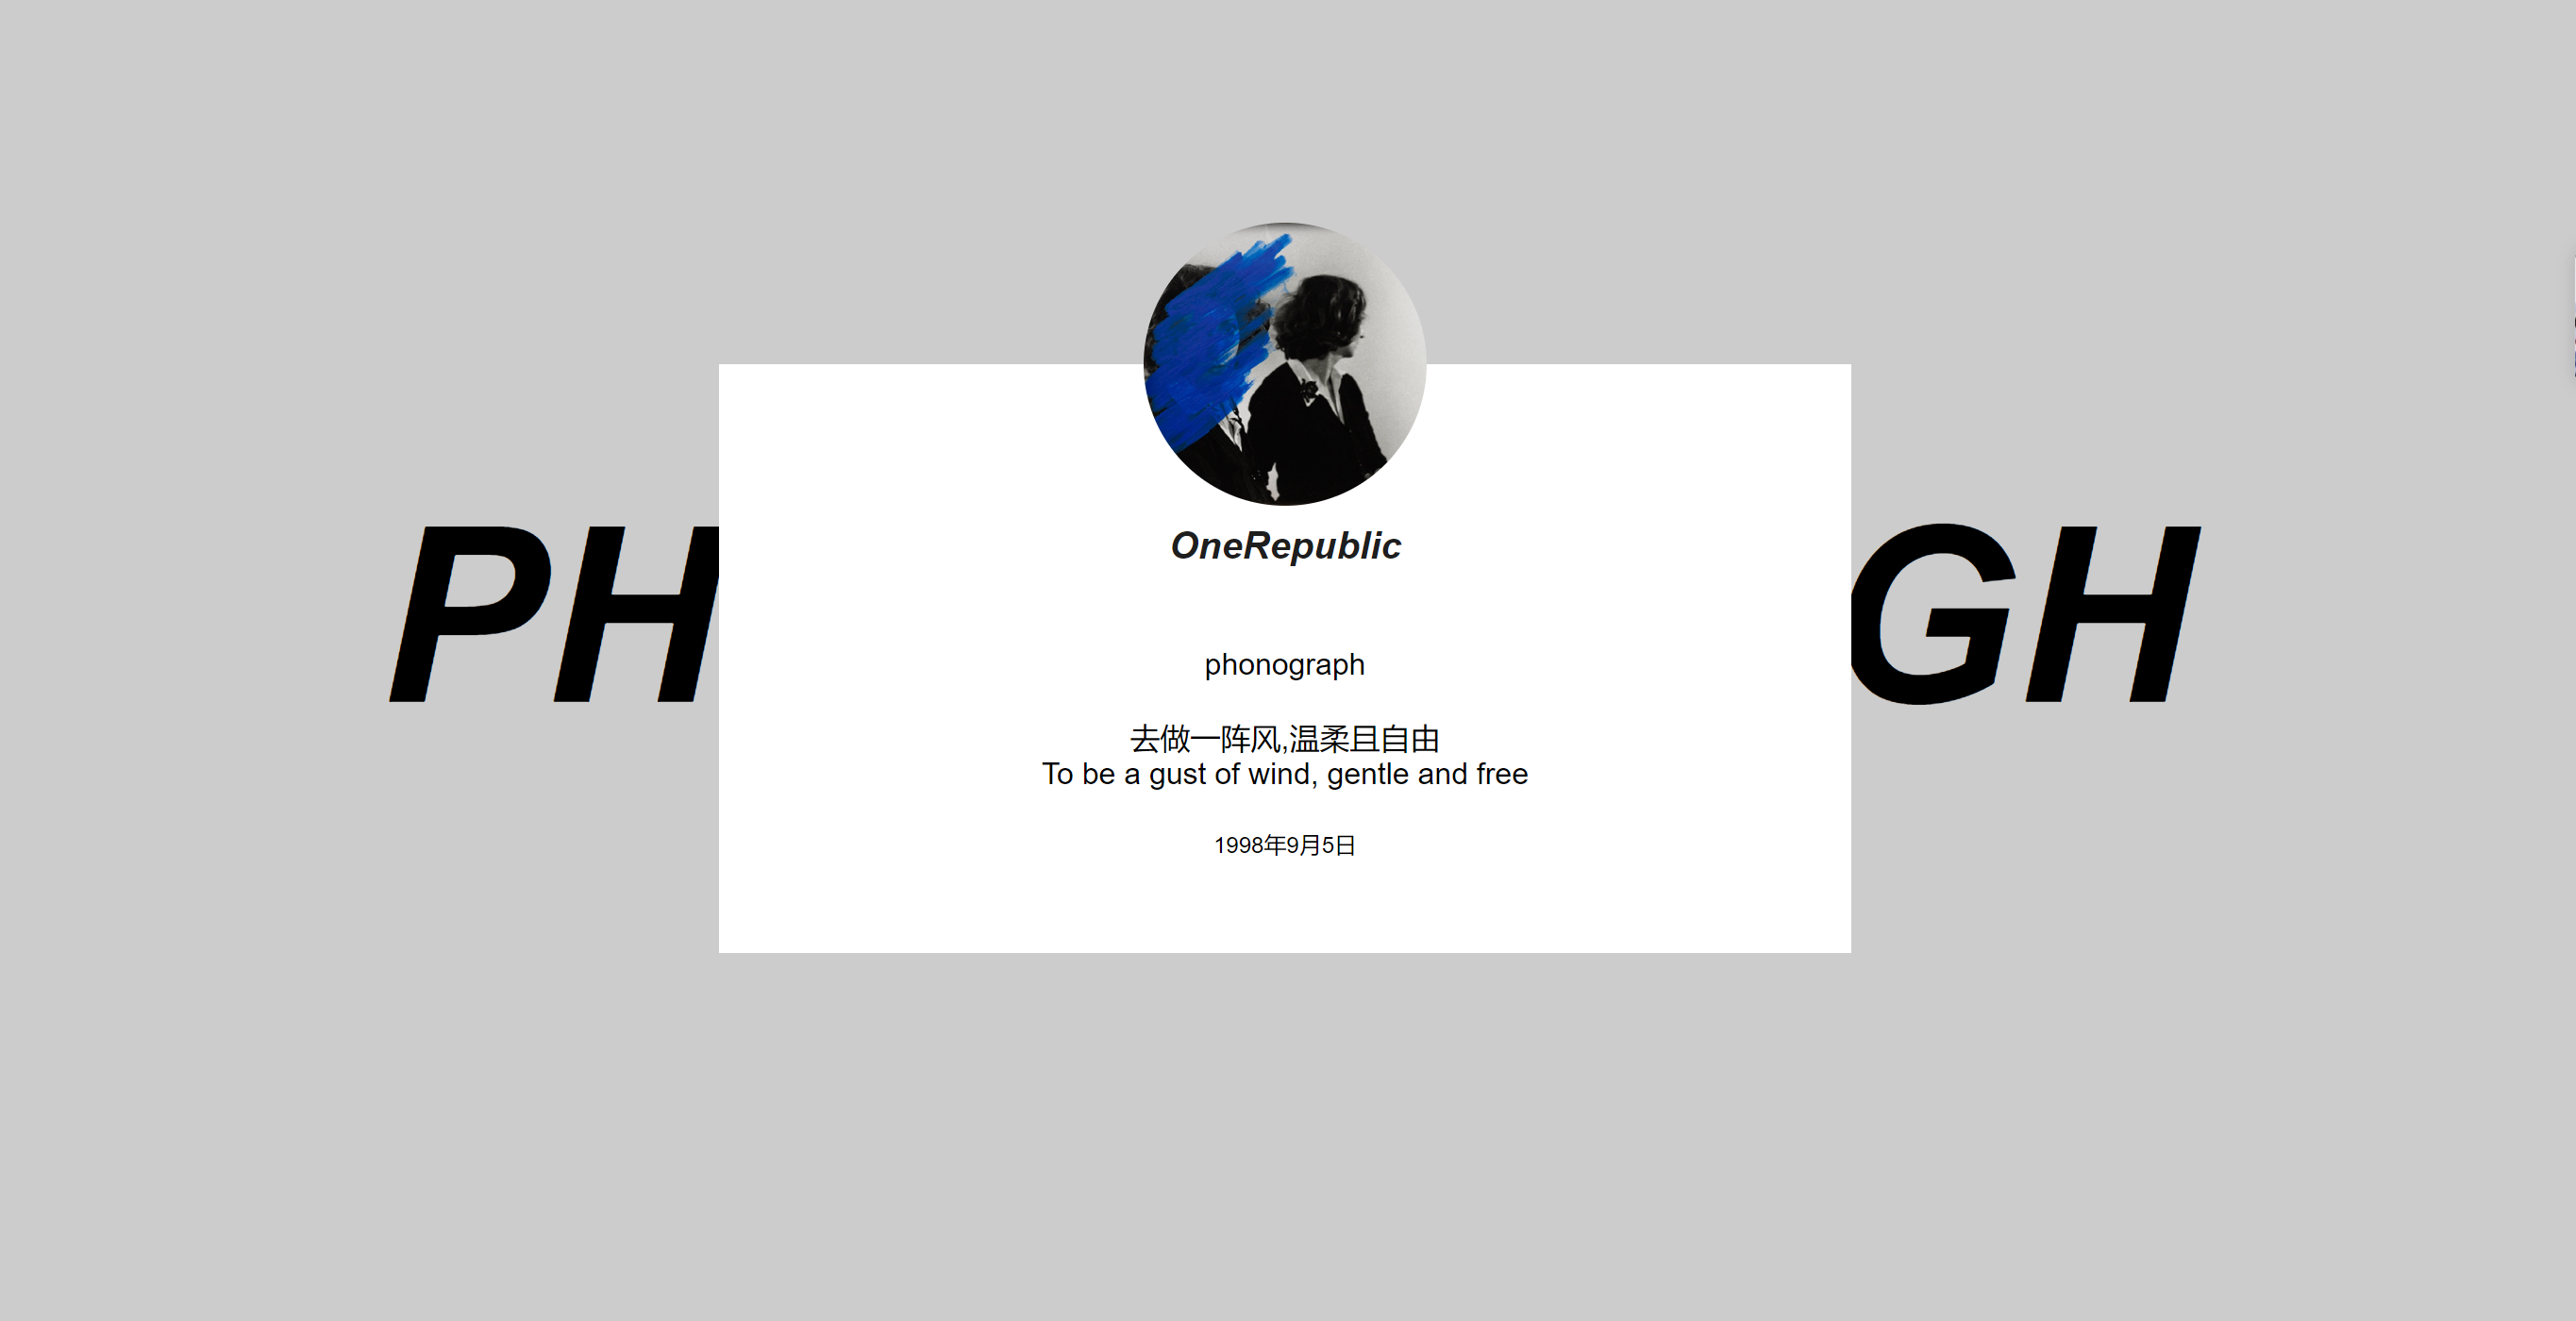 OneRepublic
PH GH
phonograph
去做一阵风,温柔且自由
To be a gust of wind, gentle and free
1998年9月5日